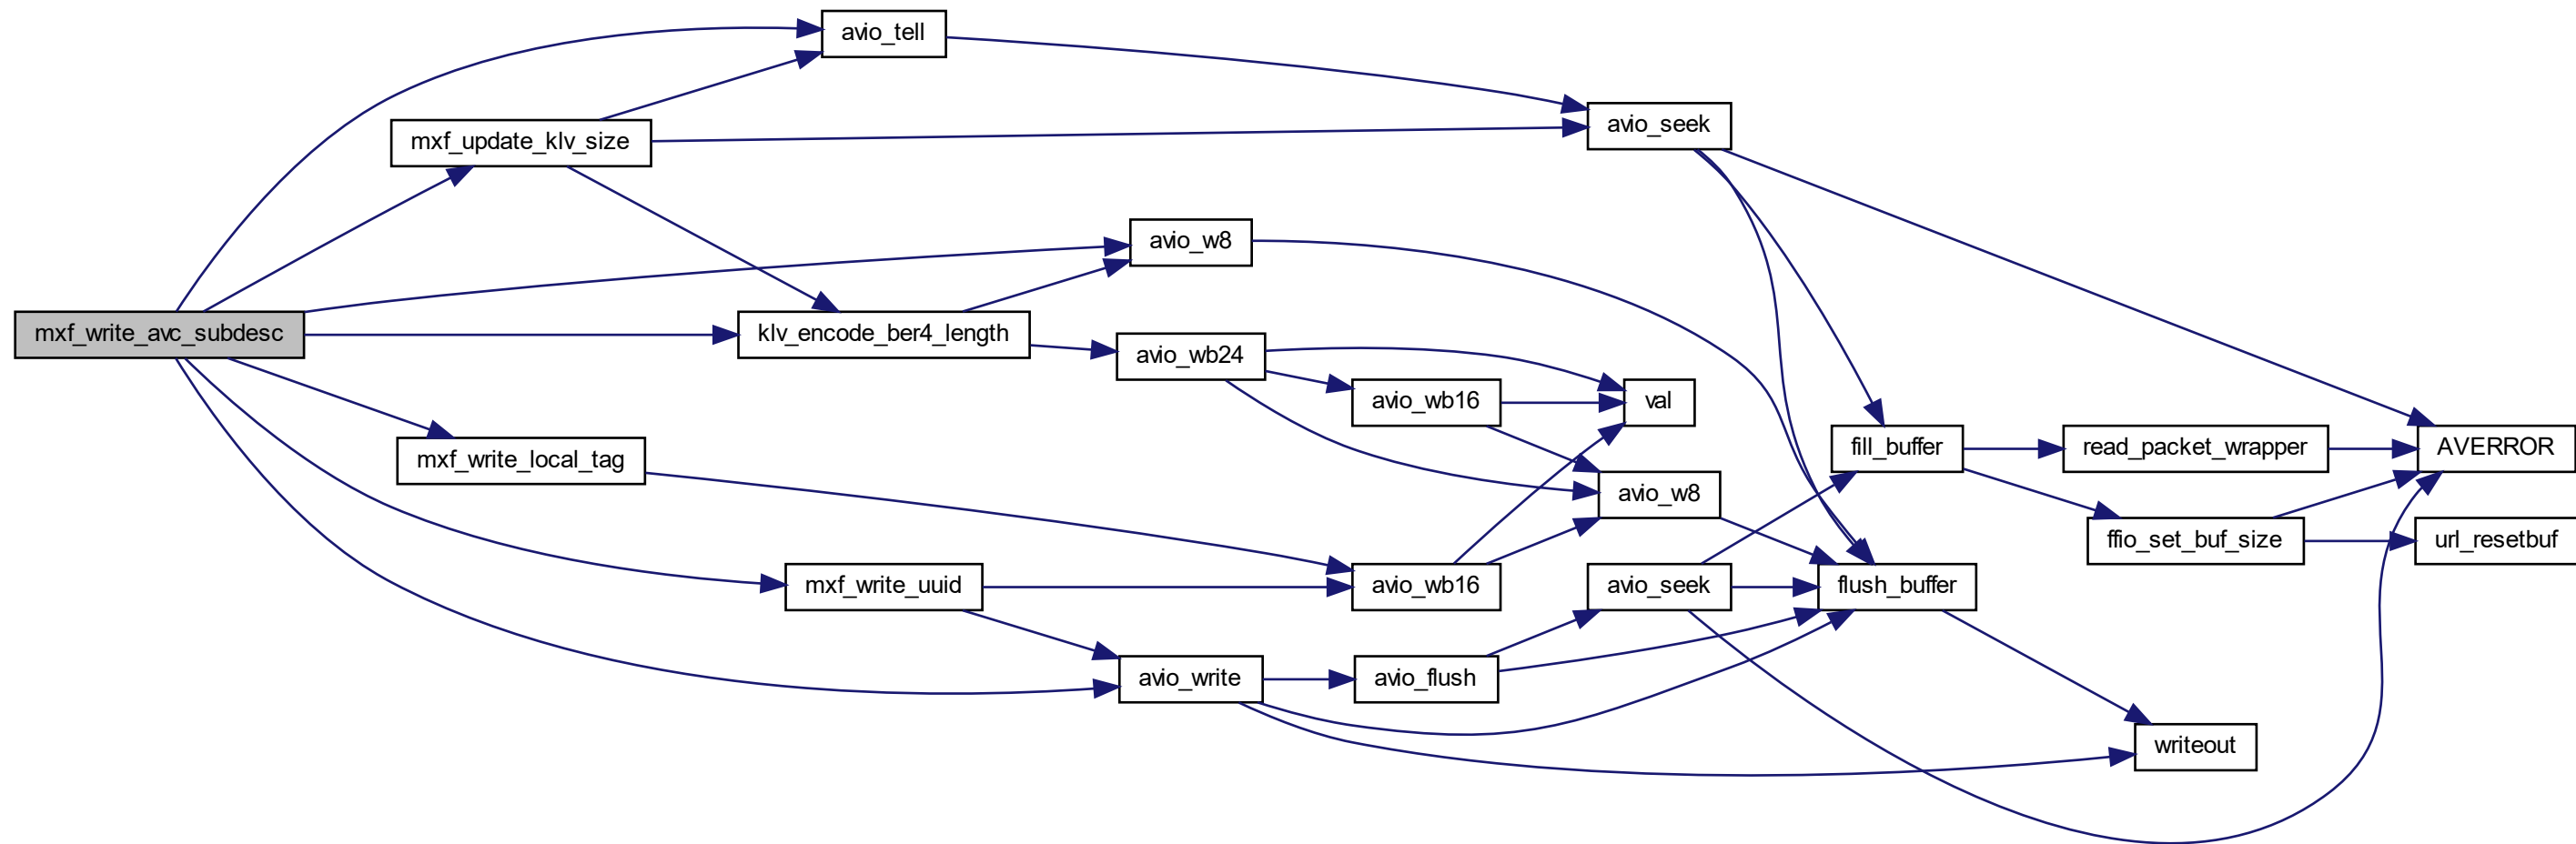 avio_tell
avio_seek
mxf_update_klv_size
avio_w8
mxf_write_avc_subdesc
klv_encode_ber4_length
avio_wb24
avio_wb16
val
mxf_write_local_tag
fill_buffer
read_packet_wrapper
AVERROR
avio_w8
ffio_set_buf_size
url_resetbuf
mxf_write_uuid
avio_wb16
avio_seek
flush_buffer
avio_write
avio_flush
writeout